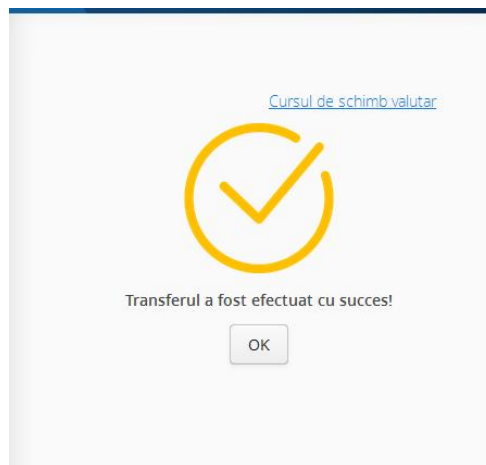 Cursul de schimb valutar
Transferul a fost efectuat cu succes!
OK